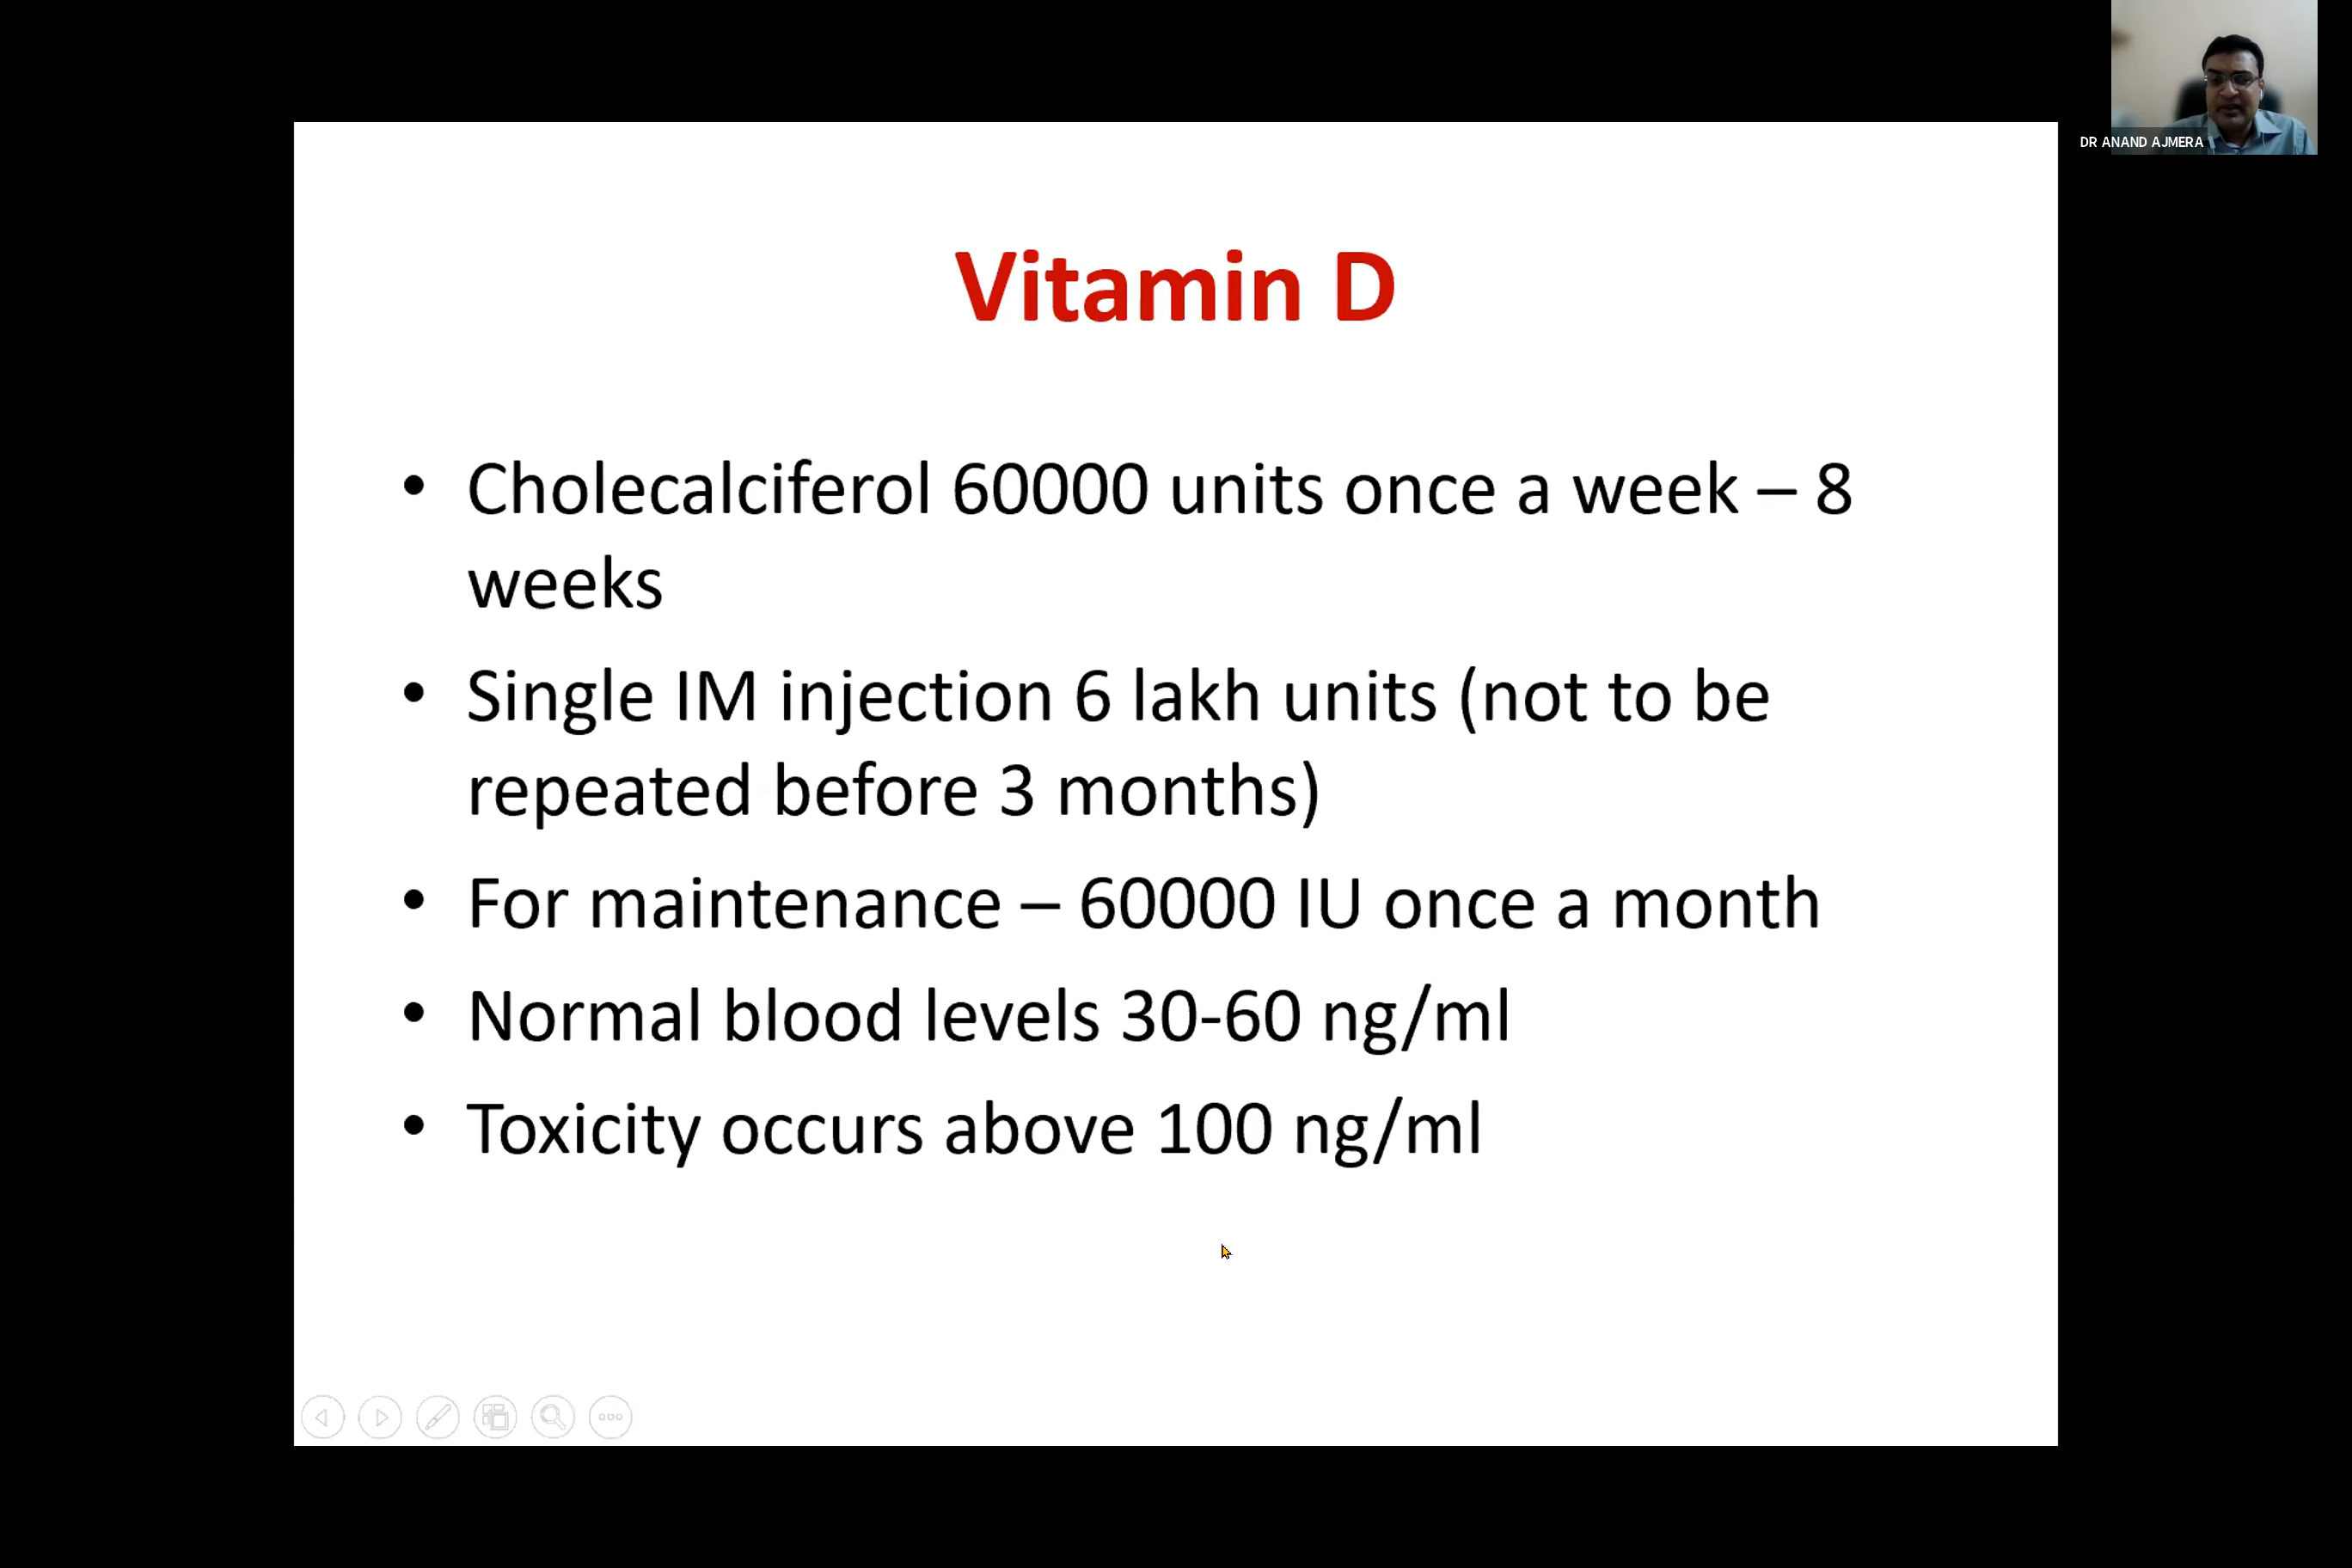 DR ANAND AJMERA
Vitamin D
• Cholecalciferol 60000 units once a week – 8
weeks
• Single IM injection 6 lakh units (not to be
repeated before 3 months)
• For maintenance – 60000 IU once a month
• Normal blood levels 30-60 ng/ml
• Toxicity occurs above 100 ng/ml